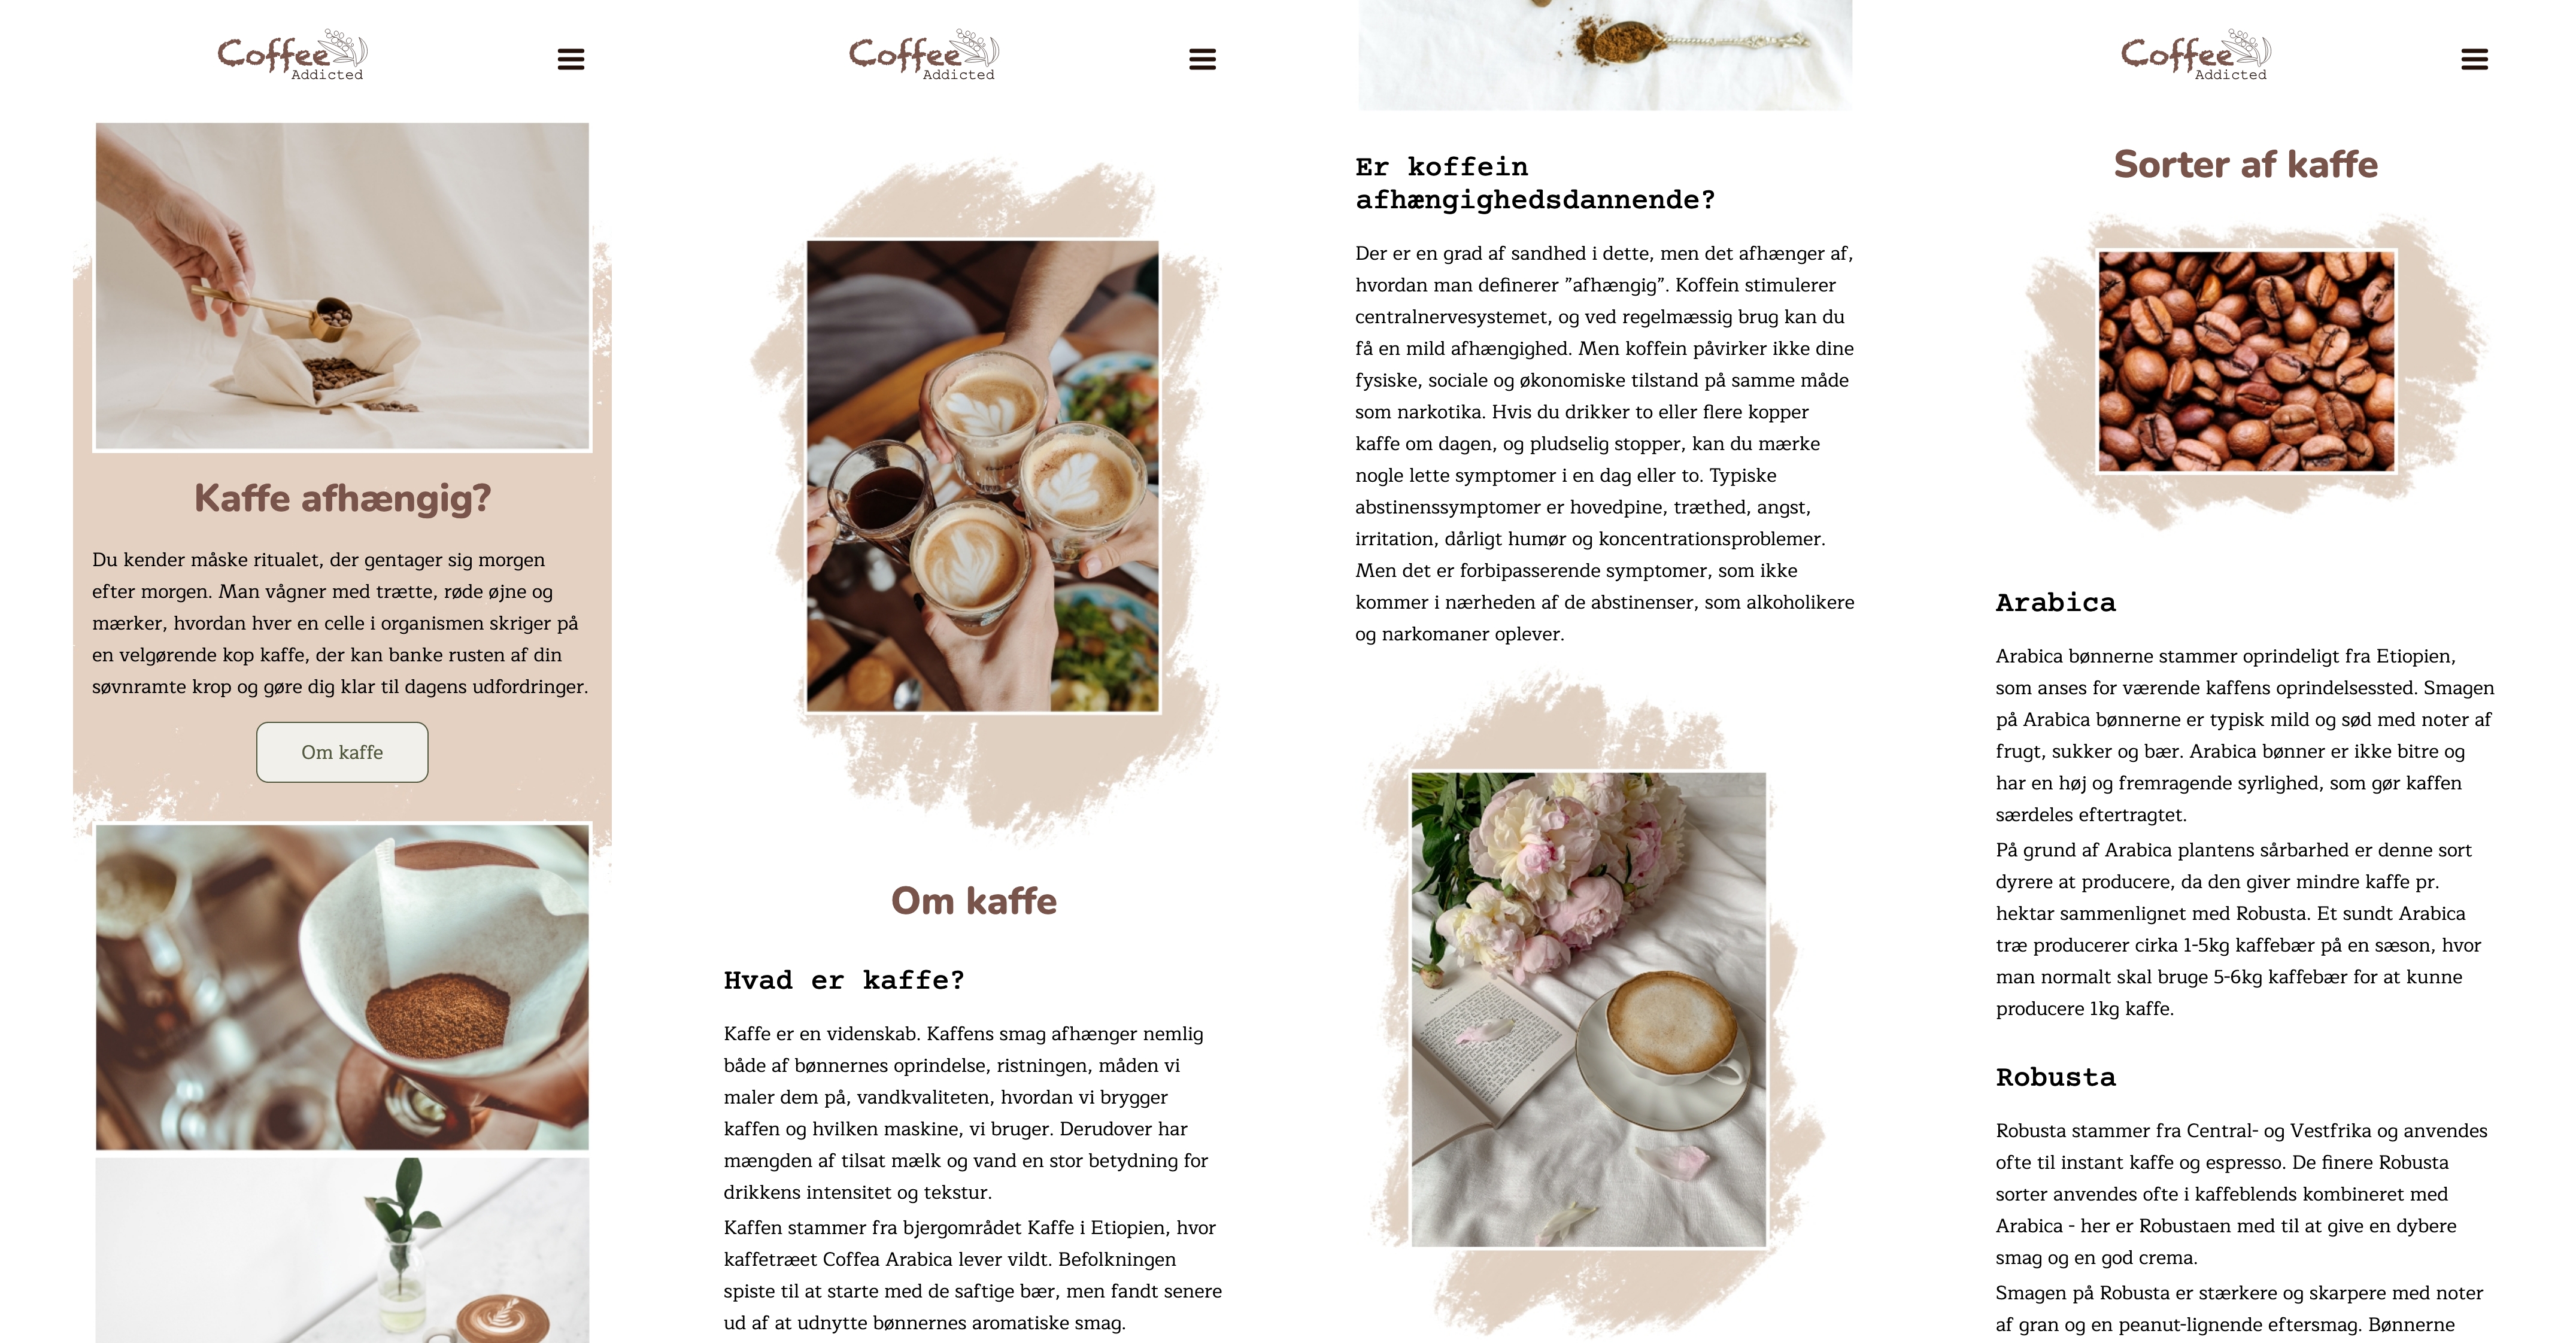 Coffee
Addicted
Kaffe afhængig?
Du kender måske ritualet, der gentager sig morgen
efter morgen. Man vågner med trætte, røde øjne og
mærker, hvordan hver en celle i organismen skriger på
en velgørende kop kaffe, der kan banke rusten af din
søvnramte krop og gøre dig klar til dagens udfordringer.
Om kaffe
Coffee
Addicted
Om kaffe
Hvad er kaffe?
Kaffe er en videnskab. Kaffens smag afhænger nemlig
både af bønnernes oprindelse, ristningen, måden vi
maler dem på, vandkvaliteten, hvordan vi brygger
kaffen og hvilken maskine, vi bruger. Derudover har
mængden af tilsat mælk og vand en stor betydning for
drikkens intensitet og tekstur.
Kaffen stammer fra bjergområdet Kaffe i Etiopien, hvor
kaffetræet Coffea Arabica lever vildt. Befolkningen
spiste til at starte med de saftige bær, men fandt senere
ud af at udnytte bønnernes aromatiske smag.
Er koffein
afhængighedsdannende?
Der er en grad af sandhed i dette, men det afhænger af,
hvordan man definerer ”afhængig”. Koffein stimulerer
centralnervesystemet, og ved regelmæssig brug kan du
få en mild afhængighed. Men koffein påvirker ikke dine
fysiske, sociale og økonomiske tilstand på samme måde
som narkotika. Hvis du drikker to eller flere kopper
kaffe om dagen, og pludselig stopper, kan du mærke
nogle lette symptomer i en dag eller to. Typiske
abstinenssymptomer er hovedpine, træthed, angst,
irritation, dårligt humør og koncentrationsproblemer.
Men det er forbipasserende symptomer, som ikke
kommer i nærheden af de abstinenser, som alkoholikere
og narkomaner oplever.
Coffee
Addicted
Sorter af kaffe
Arabica
Arabica bønnerne stammer oprindeligt fra Etiopien,
som anses for værende kaffens oprindelsessted. Smagen
på Arabica bønnerne er typisk mild og sød med noter af
frugt, sukker og bær. Arabica bønner er ikke bitre og
har en høj og fremragende syrlighed, som gør kaffen
særdeles eftertragtet.
På grund af Arabica plantens sårbarhed er denne sort
dyrere at producere, da den giver mindre kaffe pr.
hektar sammenlignet med Robusta. Et sundt Arabica
træ producerer cirka 1-5kg kaffebær på en sæson, hvor
man normalt skal bruge 5-6kg kaffebær for at kunne
producere 1kg kaffe.
Robusta
Robusta stammer fra Central- og Vestfrika og anvendes
ofte til instant kaffe og espresso. De finere Robusta
sorter anvendes ofte i kaffeblends kombineret med
Arabica - her er Robustaen med til at give en dybere
smag og en god crema.
Smagen på Robusta er stærkere og skarpere med noter
af gran og en peanut-lignende eftersmag. Bønnerne